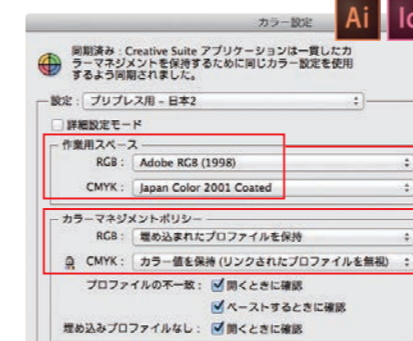 カラー設定
Ai
同期済み : Creative Suite アプリケーションは一貫したカ
ラーマネジメントを保持するために同じカラー設定を使用
するよう同期されました。
設定 : プリプレス用 - 日本2
詳細設定モード
作業用スペース
RGB : Adobe RGB (1998)
CMYK : Japan Color 2001 Coated
カラーマネジメントポリシー
RGB : 埋め込まれたプロファイルを保持
CMYK : カラー値を保持 (リンクされたプロファイルを無視)
プロファイルの不一致 : 開くときに確認
ペーストするときに確認
埋め込みプロファイルなし : 開くときに確認